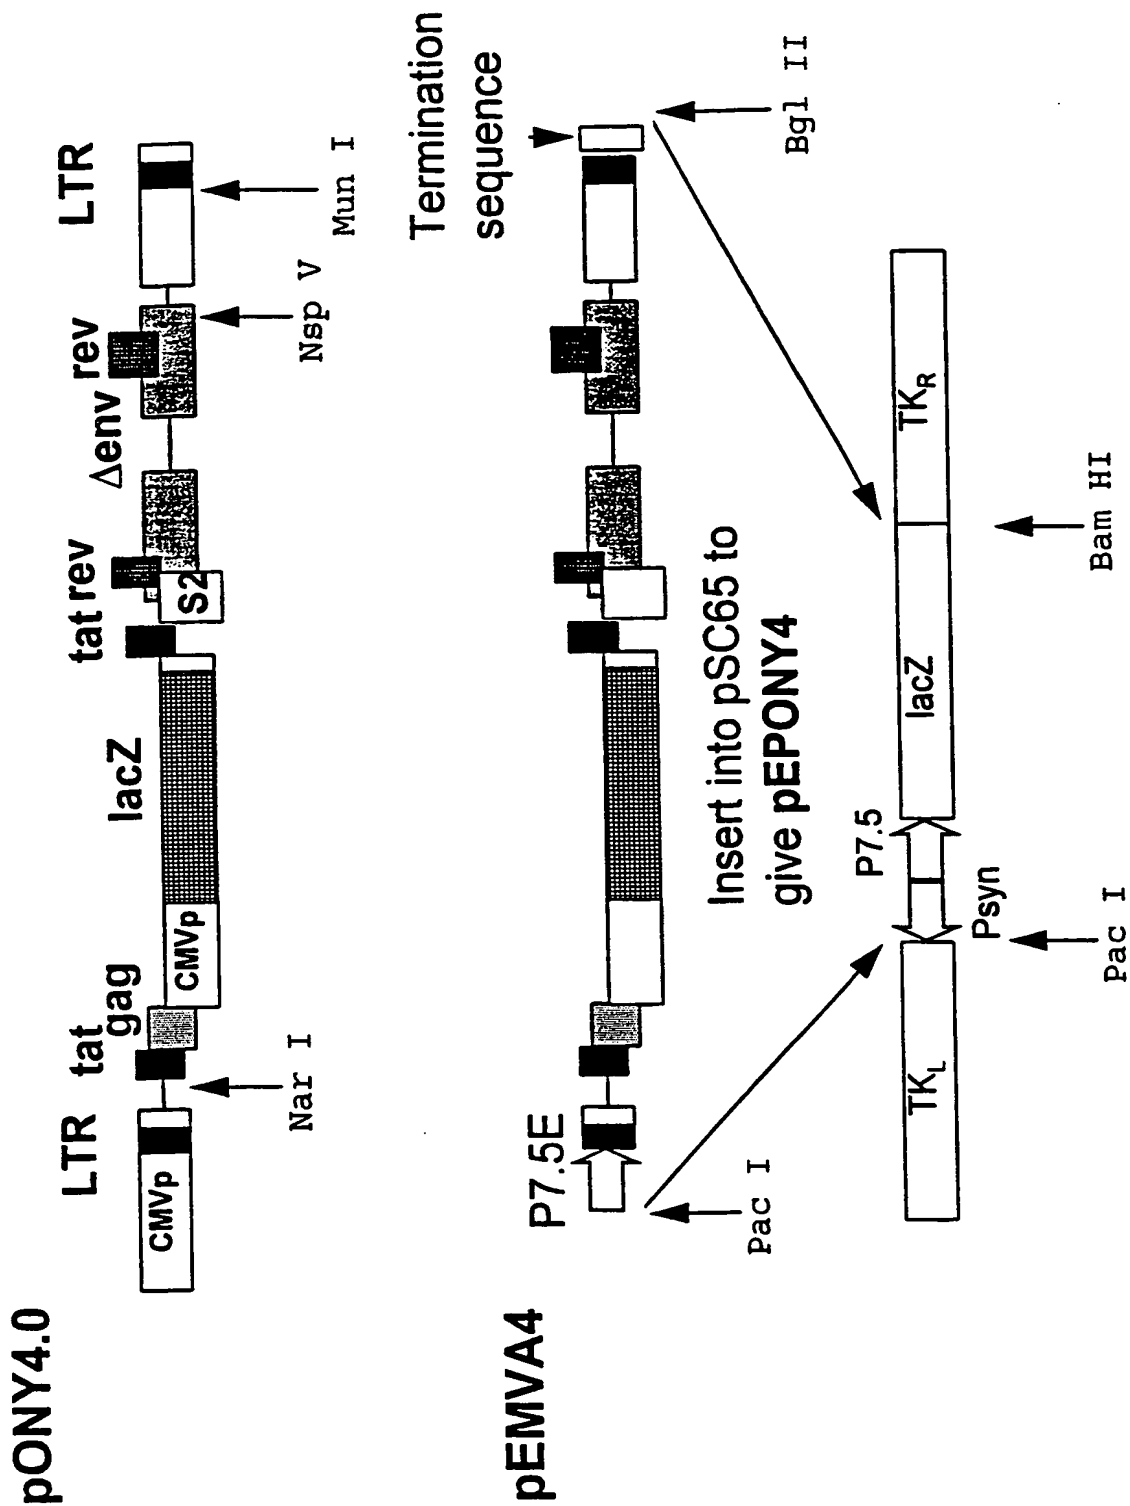 pONY4.0
LTR
tat
gag
lacZ
tat
rev
Δenv
rev
LTR
CMVp
CMVp
S2
Nar I
Nsp V
Mun I
pEMVA4
P7.5E
Termination
sequence
Pac I
Bgl II
Insert into pSC65 to
give pEPONY4
TKL
P7.5
Psyn
lacZ
TKR
Pac I
Bam HI